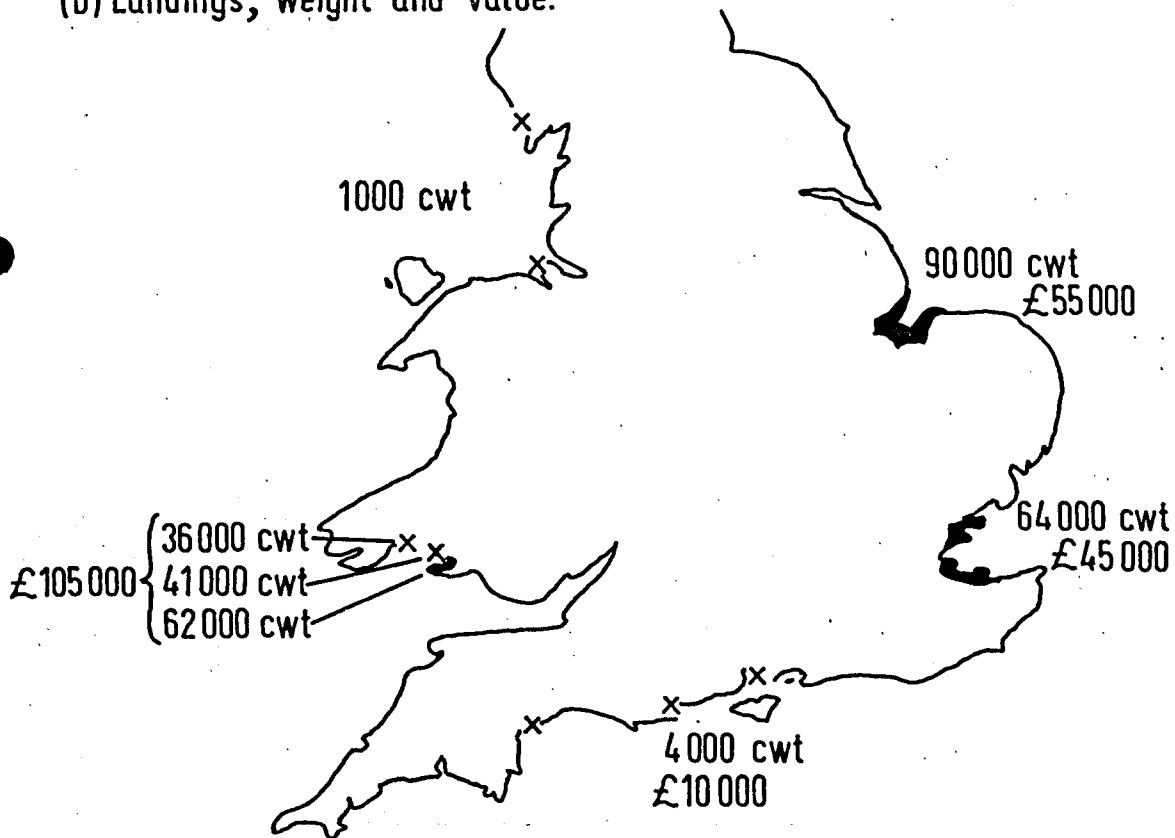 (b) Landings, weight and value.
1000 cwt
90000 cwt
£55000
64000 cwt
£45000
36000 cwt
£105000 41000 cwt
62000 cwt
4000 cwt
£10000